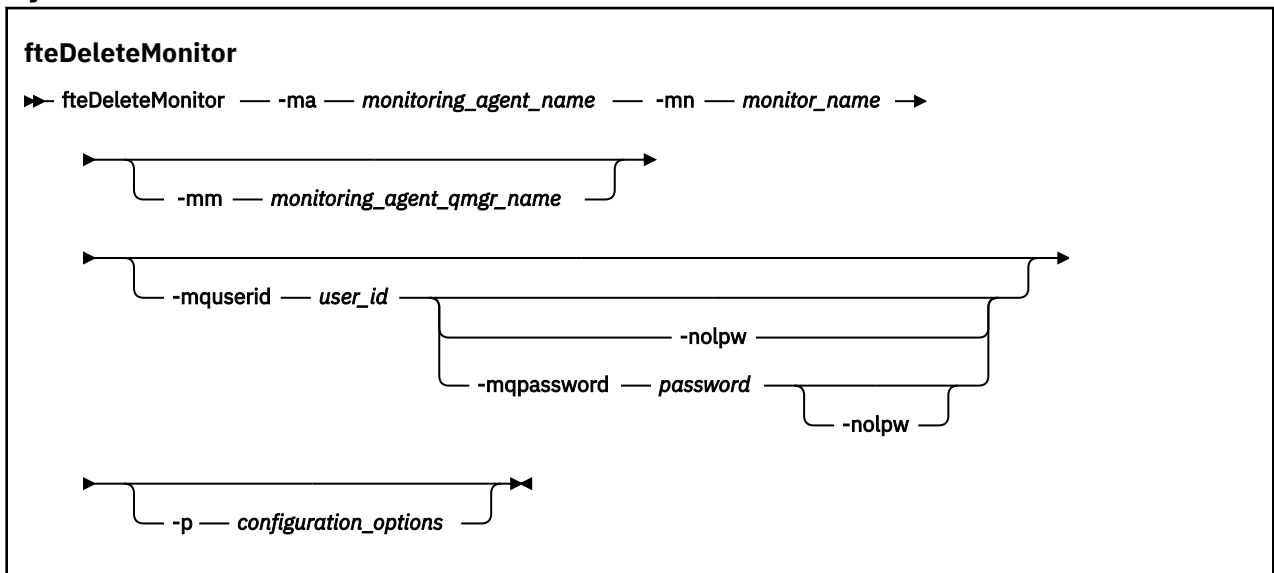 fteDeleteMonitor
fteDeleteMonitor -ma monitoring_agent_name -mn monitor_name
-mm monitoring_agent_qmgr_name
-mquserid user_id
-nolpw
-mqpassword password
-nolpw
-p configuration_options